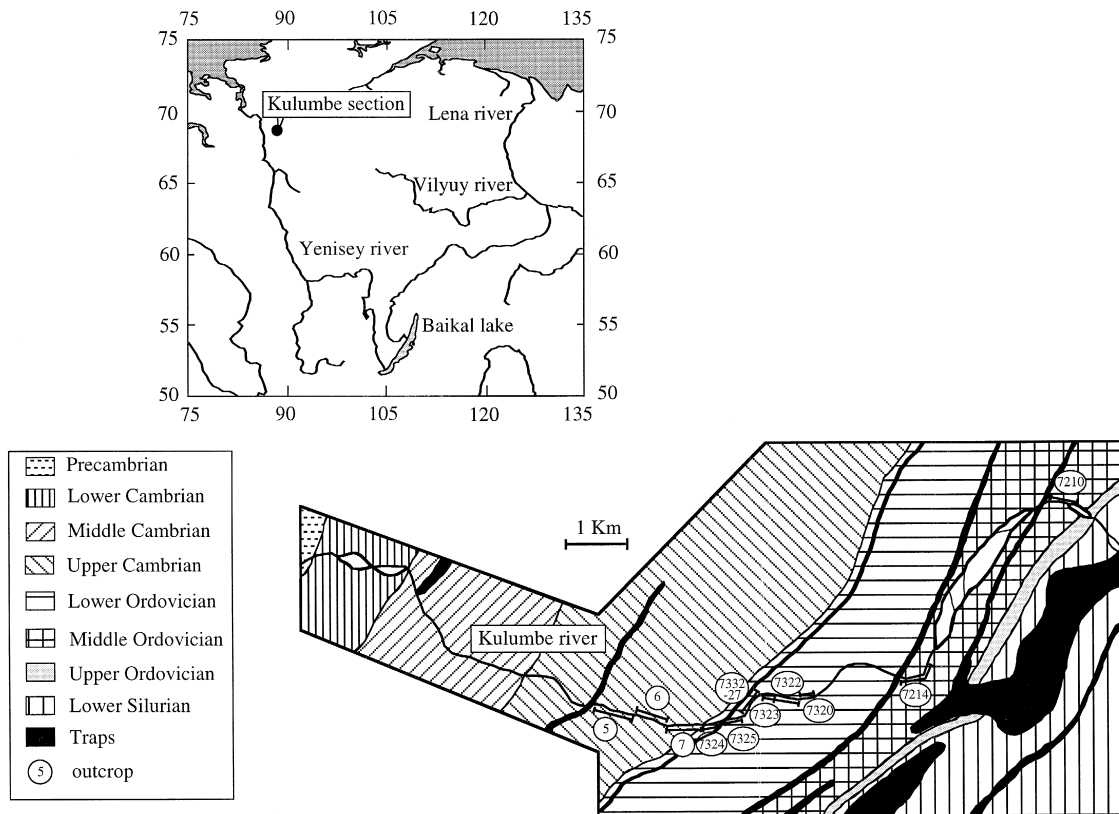 75 90 105 120 135
75 75
Kulumbe section
70 70
Lena river
65 Vilyuy river 65
60 Yenisey river 60
55 Baikal lake 55
50 50
75 90 105 120 135
Precambrian
Lower Cambrian
Middle Cambrian
Upper Cambrian
Lower Ordovician
Middle Ordovician
Upper Ordovician
Lower Silurian
Traps
5 outcrop
1 Km
7210
Kulumbe river
7332
-27
7322
6
7214
5
7323
7320
7
7324
7325